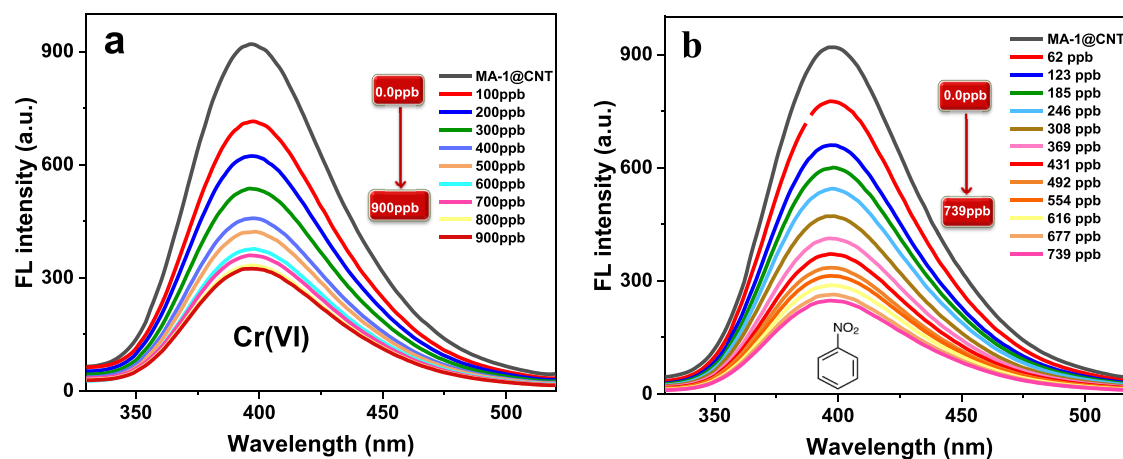 a
900
600
300
0
FL intensity (a.u.)
350
400
450
500
Wavelength (nm)
Cr(VI)
0.0ppb
900ppb
MA-1@CNT
100ppb
200ppb
300ppb
400ppb
500ppb
600ppb
700ppb
800ppb
900ppb
b
900
600
300
0
FL intensity (a.u.)
350
400
450
500
Wavelength (nm)
NO₂
0.0ppb
739ppb
MA-1@CNT
62 ppb
123 ppb
185 ppb
246 ppb
308 ppb
369 ppb
431 ppb
492 ppb
554 ppb
616 ppb
677 ppb
739 ppb